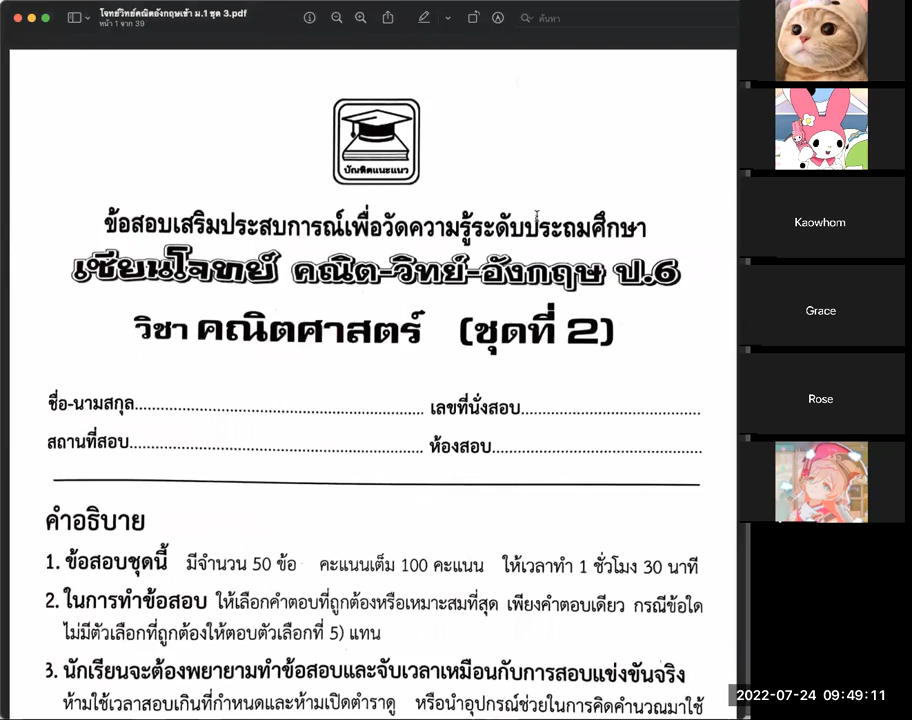 โจทย์วิทย์คณิตอังกฤษเข้า ม.1 ชุด 3.pdf
หน้า 1 จาก 39
ค้นหา
บัณฑิตแนะแนว
ข้อสอบเสริมประสบการณ์เพื่อวัดความรู้ระดับประถมศึกษา
เซียนโจทย์ คณิต-วิทย์-อังกฤษ ป.6
วิชา คณิตศาสตร์ (ชุดที่ 2)
ชื่อ-นามสกุล เลขที่นั่งสอบ
สถานที่สอบ ห้องสอบ
คำอธิบาย
1. ข้อสอบชุดนี้ มีจำนวน 50 ข้อ คะแนนเต็ม 100 คะแนน ให้เวลาทำ 1 ชั่วโมง 30 นาที
2. ในการทำข้อสอบ ให้เลือกคำตอบที่ถูกต้องหรือเหมาะสมที่สุด เพียงคำตอบเดียว กรณีข้อใด
ไม่มีตัวเลือกที่ถูกต้องให้ตอบตัวเลือกที่ 5) แทน
3. นักเรียนจะต้องพยายามทำข้อสอบและจับเวลาเหมือนกับการสอบแข่งขันจริง
ห้ามใช้เวลาสอบเกินที่กำหนดและห้ามเปิดตำราดู หรือนำอุปกรณ์ช่วยในการคิดคำนวณมาใช้
Kaowhom
Grace
Rose
2022-07-24 09:49:11